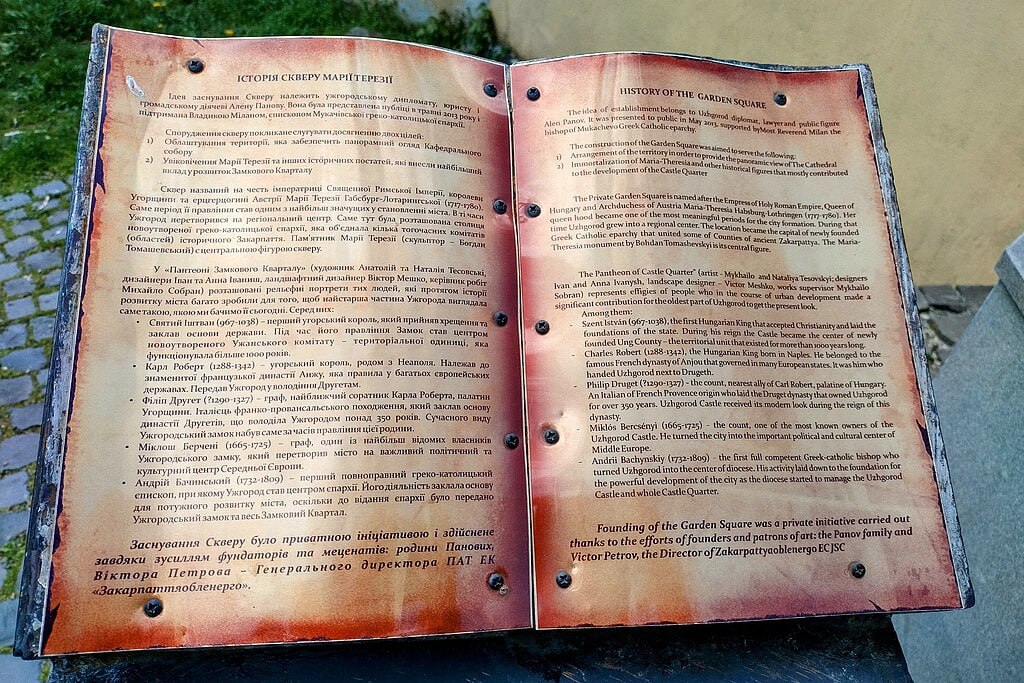 ІСТОРІЯ СКВЕРУ МАРІЇ ТЕРЕЗІЇ
Ідея заснування Скверу належить ужгородському дипломату, юристу і
громадському діячеві Алену Панову. Вона була представлена публіці в травні 2013 року і
підтримана Владикою Міланом, єпископом Мукачівської греко-католицької єпархії.
Спорудження скверу покликане слугувати досягненню двох цілей:
1) Облаштування території, яка забезпечить панорамний огляд Кафедрального
собору
2) Увіковічення Марії Терезії та інших історичних постатей, які внесли найбільший
вклад у розвиток Замкового Кварталу
Сквер названий на честь імператриці Священної Римської Імперії, королеви
Угорщини та ерцгерцогіні Австрії Марії Терезії Габсбург-Лотарингської (1717-1780).
Саме період її правління став одним з найбільш значущих у становленні міста. В ті часи
Ужгород перетворився на регіональний центр. Саме тут була розташована столиця
новоутвореної греко-католицької єпархії, яка об'єднала кілька тогочасних комітатів
(областей) історичного Закарпаття. Пам'ятник Марії Терезії (скульптор – Богдан
Томашевський) є центральною фігурою скверу.
У «Пантеоні Замкового Кварталу» (художник Анатолій та Наталія Тесовські,
дизайнери Іван та Анна Іваниш, ландшафтний дизайнер Віктор Мешко, керівник робіт
Михайло Собран) розташовані рельєфні портрети тих людей, які протягом історії
розвитку міста багато зробили для того, щоб найстарша частина Ужгорода виглядала
саме такою, якою ми бачимо її сьогодні. Серед них:
• Святий Іштван (967-1038) – перший угорський король, який прийняв хрещення та
заклав основи держави. Під час його правління Замок став центром
новоутвореного Ужанського комітату – територіальної одиниці, яка
функціонувала більше 1000 років.
• Карл Роберт (1288-1342) – угорський король, родом з Неаполя. Належав до
знаменитої французької династії Анжу, яка правила у багатьох європейських
державах. Передав Ужгород у володіння Другетам.
• Філіп Другет (?1290-1327) – граф, найближчий соратник Карла Роберта, палатин
Угорщини. Італієць франко-провансальського походження, який заклав основу
династії Другетів, що володіла Ужгородом понад 350 років. Сучасного виду
Ужгородський замок набув саме за часів правління цієї родини.
• Міклош Берчені (1665-1725) – граф, один із найбільш відомих власників
Ужгородського замку, який перетворив місто на важливий політичний та
культурний центр Середньої Європи.
• Андрій Бачинський (1732-1809) – перший повноправний греко-католицький
єпископ, при якому Ужгород став центром єпархії. Його діяльність заклала основу
для потужного розвитку міста, оскільки до відання єпархії було передано
Ужгородський замок та весь Замковий Квартал.
Заснування Скверу було приватною ініціативою і здійснене
завдяки зусиллям фундаторів та меценатів: родини Панових,
Віктора Петрова – Генерального директора ПАТ ЕК
«Закарпаттяобленерго».
HISTORY OF THE GARDEN SQUARE
The idea of establishment belongs to Uzhgorod diplomat, lawyer and public figure
Alen Panov. It was presented to public in May 2013, supported by Most Reverend Milan the
bishop of Mukachevo Greek Catholic eparchy.
The construction of the Garden Square was aimed to serve the following:
1) Arrangement of the territory in order to provide the panoramic view of The Cathedral
2) Immortalization of Maria-Theresa and other historical figures that mostly contributed
to the development of the Castle Quarter
The Private Garden Square is named after the Empress of Holy Roman Empire, Queen of
Hungary and Archduchess of Austria Maria-Theresia Habsburg-Lothringen (1717-1780). Her
queen hood became one of the most meaningful periods for the city formation. During that
time Uzhgorod grew into a regional center. The location became the capital of newly founded
Greek Catholic eparchy that united some of Counties of ancient Zakarpattya. The Maria-
Theresia monument by Bohdan Tomashevskyi is its central figure.
The Pantheon of Castle Quarter" (artist - Mykhailo and Nataliya Tesovskyi; designers
Ivan and Anna Ivanysh, landscape designer – Victor Meshko, works supervisor Mykhailo
Sobran) represents effigies of people who in the course of urban development made a
significant contribution for the oldest part of Uzhgorod to get the present look.
Among them:
- Szent István (967-1038), the first Hungarian King that accepted Christianity and laid the
foundations of the state. During his reign the Castle became the center of newly
founded Ung County – the territorial unit that existed for more than 1000 years long.
- Charles Robert (1288-1342), the Hungarian King born in Naples. He belonged to the
famous French dynasty of Anjou that governed in many European states. It was him who
handed Uzhgorod next to Drugeth.
- Philip Druget (?1290-1327) - the count, nearest ally of Carl Robert, palatine of Hungary.
An Italian of French Provence origin who laid the Druget dynasty that owned Uzhgorod
for over 350 years. Uzhgorod Castle received its modern look during the reign of this
dynasty.
- Miklós Bercsényi (1665-1725) - the count, one of the most known owners of the
Uzhgorod Castle. He turned the city into the important political and cultural center of
Middle Europe.
- Andrii Bachynskiy (1732-1809) – the first full competent Greek-catholic bishop who
turned Uzhgorod into the center of diocese. His activity laid down to the foundation for
the powerful development of the city as the diocese started to manage the Uzhgorod
Castle and whole Castle Quarter.
Founding of the Garden Square was a private initiative carried out
thanks to the efforts of founders and patrons of art: the Panov family and
Victor Petrov, the Director of Zakarpattyaoblenergo EC JSC